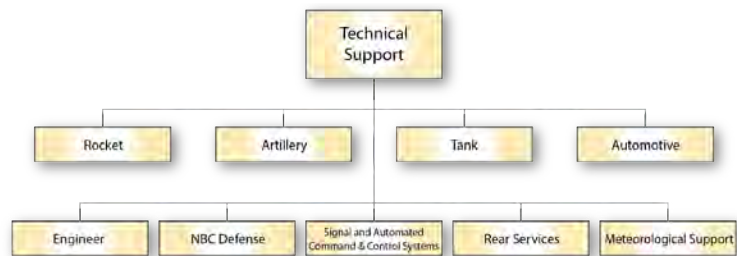 Technical
Support
Rocket
Artillery
Tank
Automotive
Engineer
NBC Defense
Signal and Automated
Command & Control Systems
Rear Services
Meteorological Support